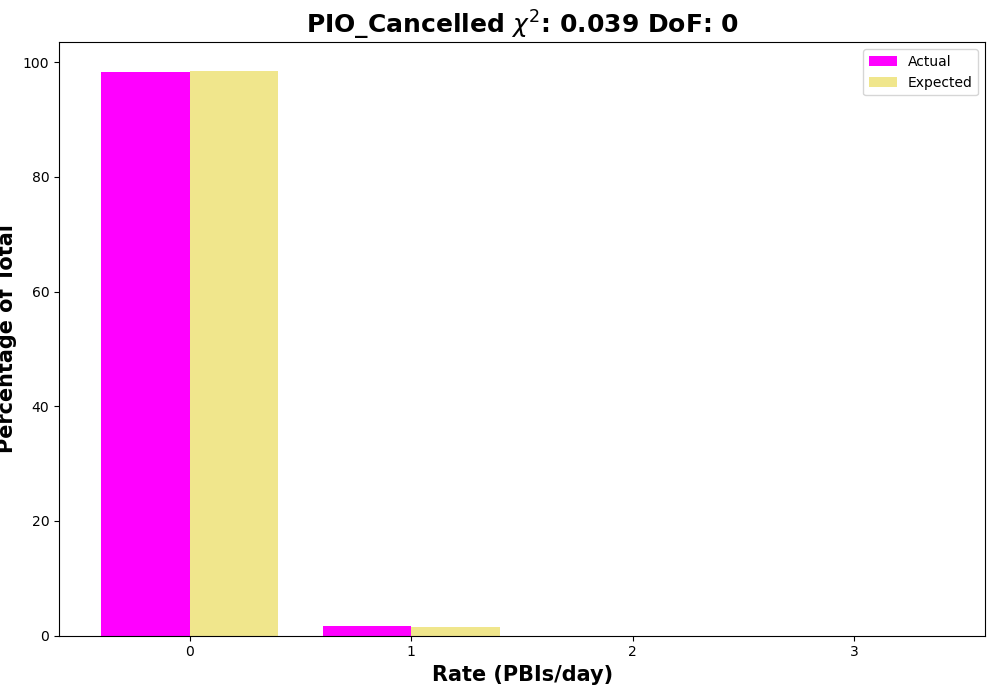 PIO_Cancelled χ²: 0.039 DoF: 0
Actual
Expected
100
80
60
40
20
0
Percentage of Total
0 1 2 3
Rate (PBIs/day)